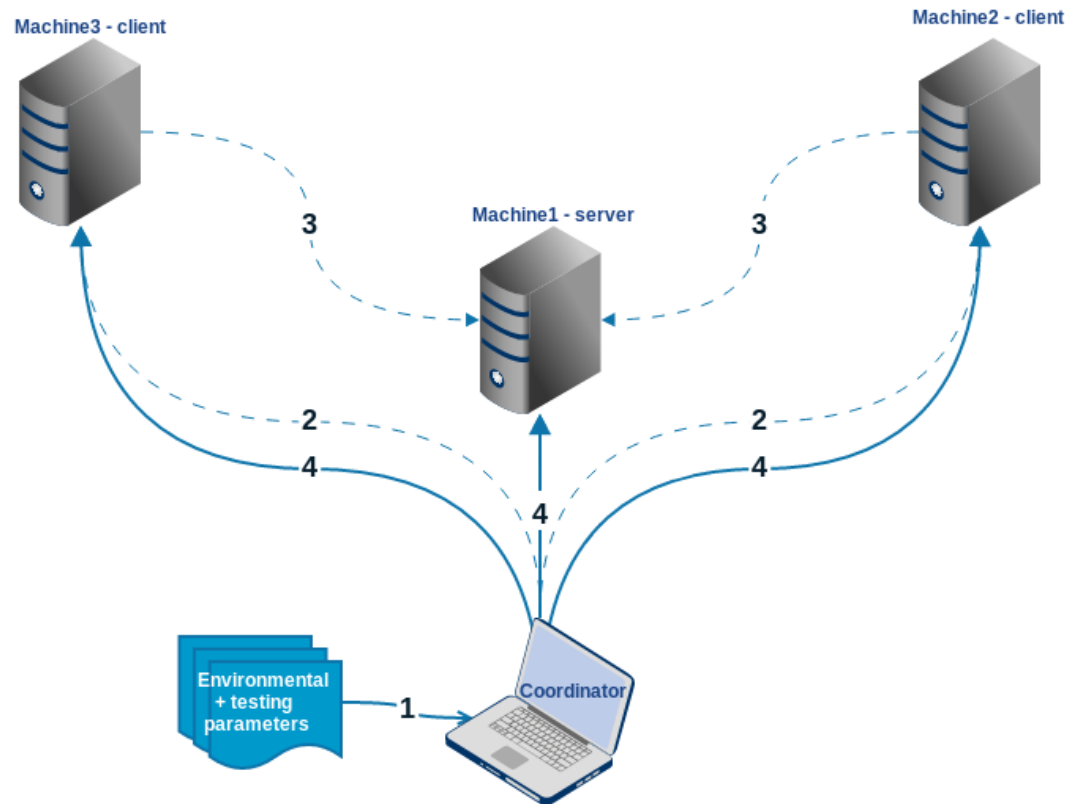 Machine3 - client
Machine2 - client
Machine1 - server
3
3
2
2
4
4
4
Environmental
+ testing
parameters
1
Coordinator